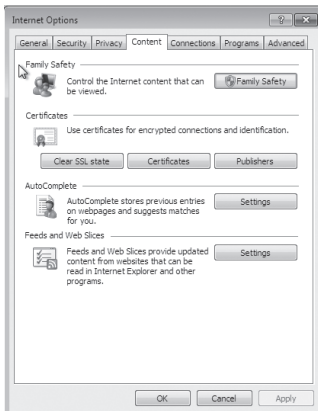 Internet Options
General Security Privacy Content Connections Programs Advanced
Family Safety
Control the Internet content that can
be viewed.
Family Safety
Certificates
Use certificates for encrypted connections and identification.
Clear SSL state Certificates Publishers
AutoComplete
AutoComplete stores previous entries
on webpages and suggests matches
for you.
Settings
Feeds and Web Slices
Feeds and Web Slices provide updated
content from websites that can be
read in Internet Explorer and other
programs.
Settings
OK Cancel Apply